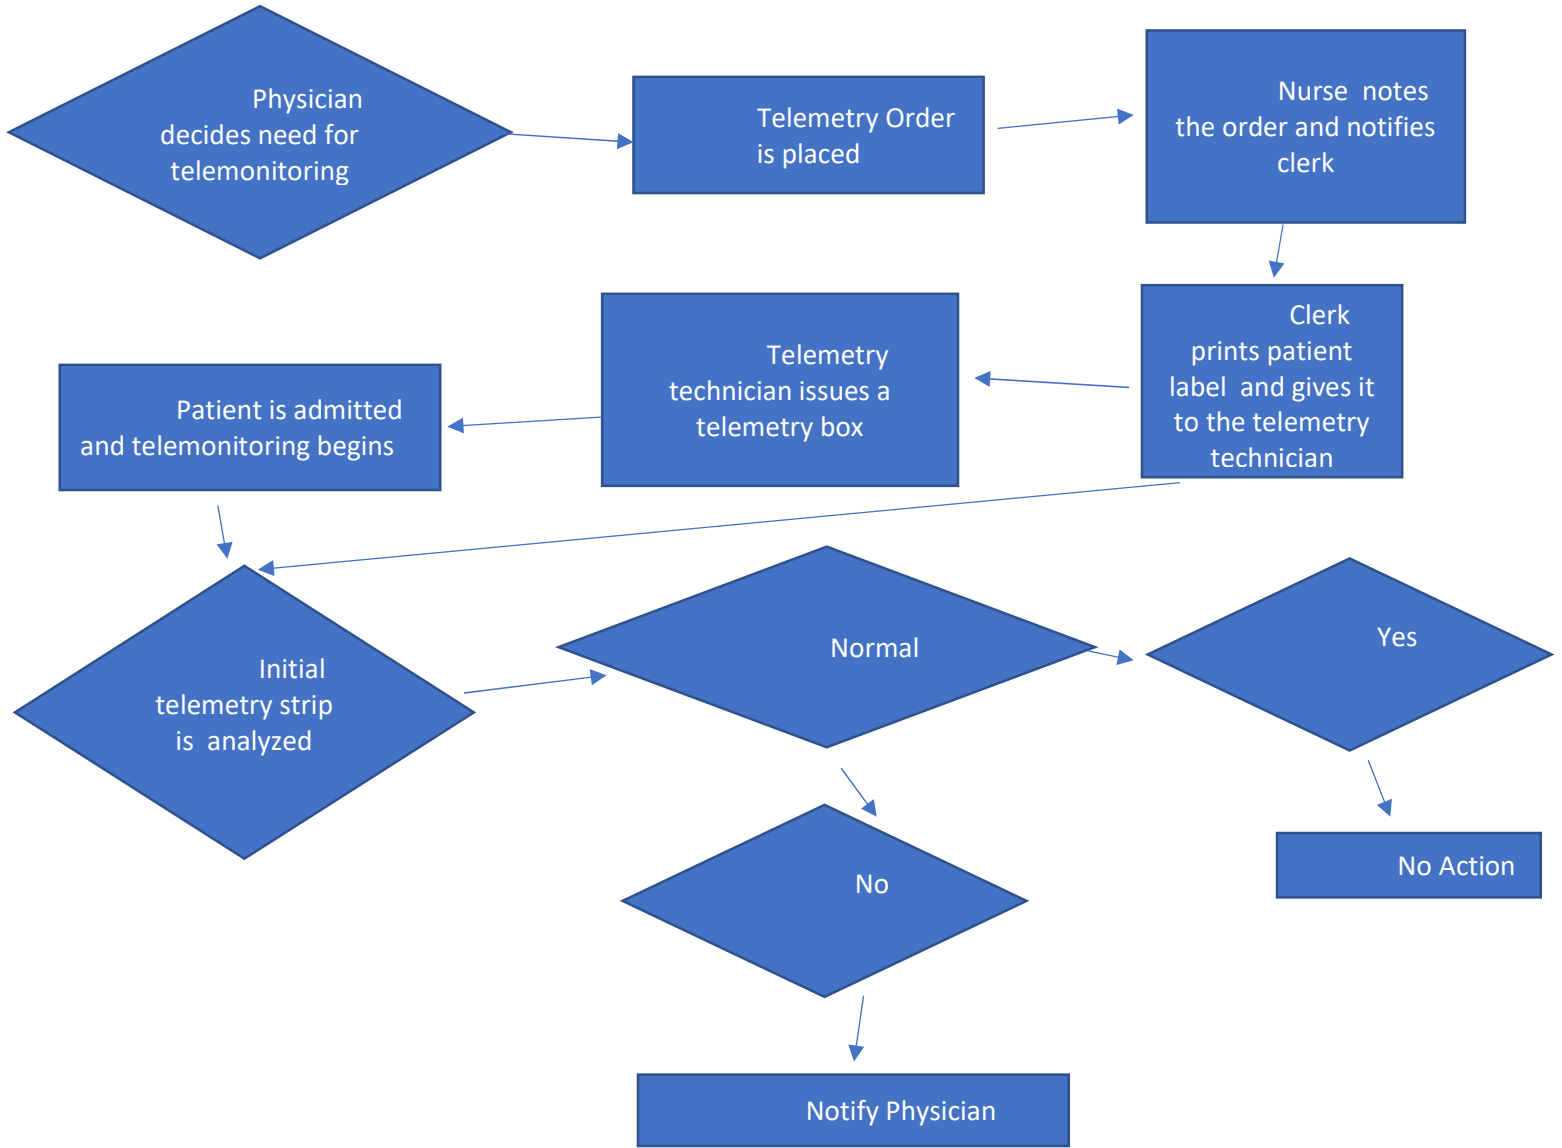 Physician
decides need for
telemonitoring
Telemetry Order
is placed
Nurse notes
the order and notifies
clerk
Clerk
prints patient
label and gives it
to the telemetry
technician
Telemetry
technician issues a
telemetry box
Patient is admitted
and telemonitoring begins
Initial
telemetry strip
is analyzed
Normal
Yes
No Action
No
Notify Physician